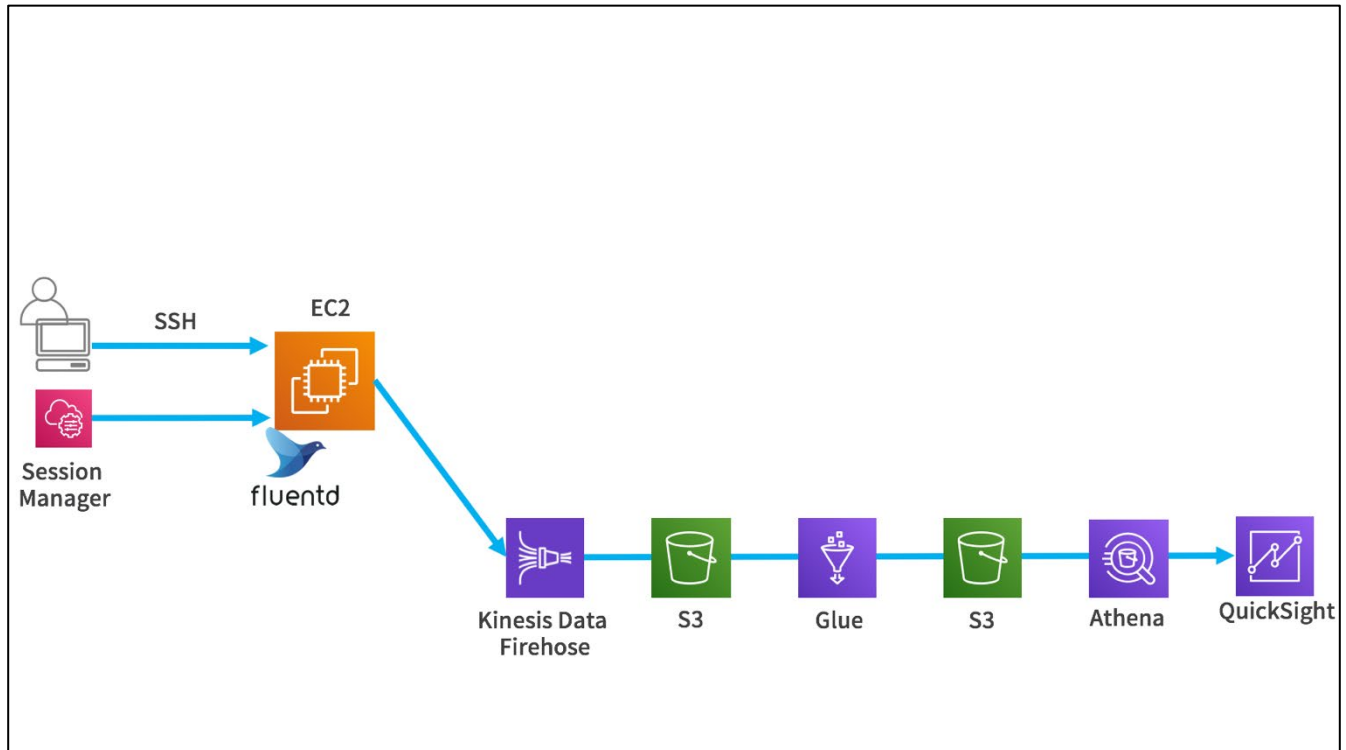 SSH
EC2
Session
Manager
fluentd
Kinesis Data
Firehose
S3
Glue
S3
Athena
QuickSight